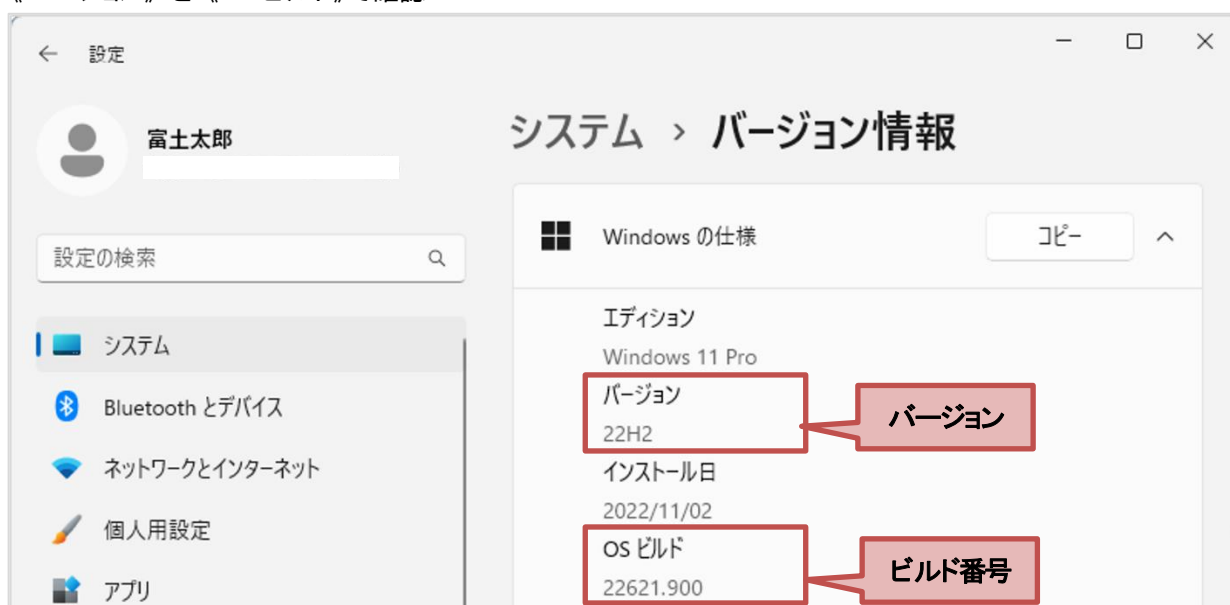 設定
富士太郎
設定の検索
システム
Bluetooth とデバイス
ネットワークとインターネット
個人用設定
アプリ
システム › バージョン情報
Windows の仕様
コピー
エディション
Windows 11 Pro
バージョン
22H2
バージョン
インストール日
2022/11/02
OS ビルド
22621.900
ビルド番号